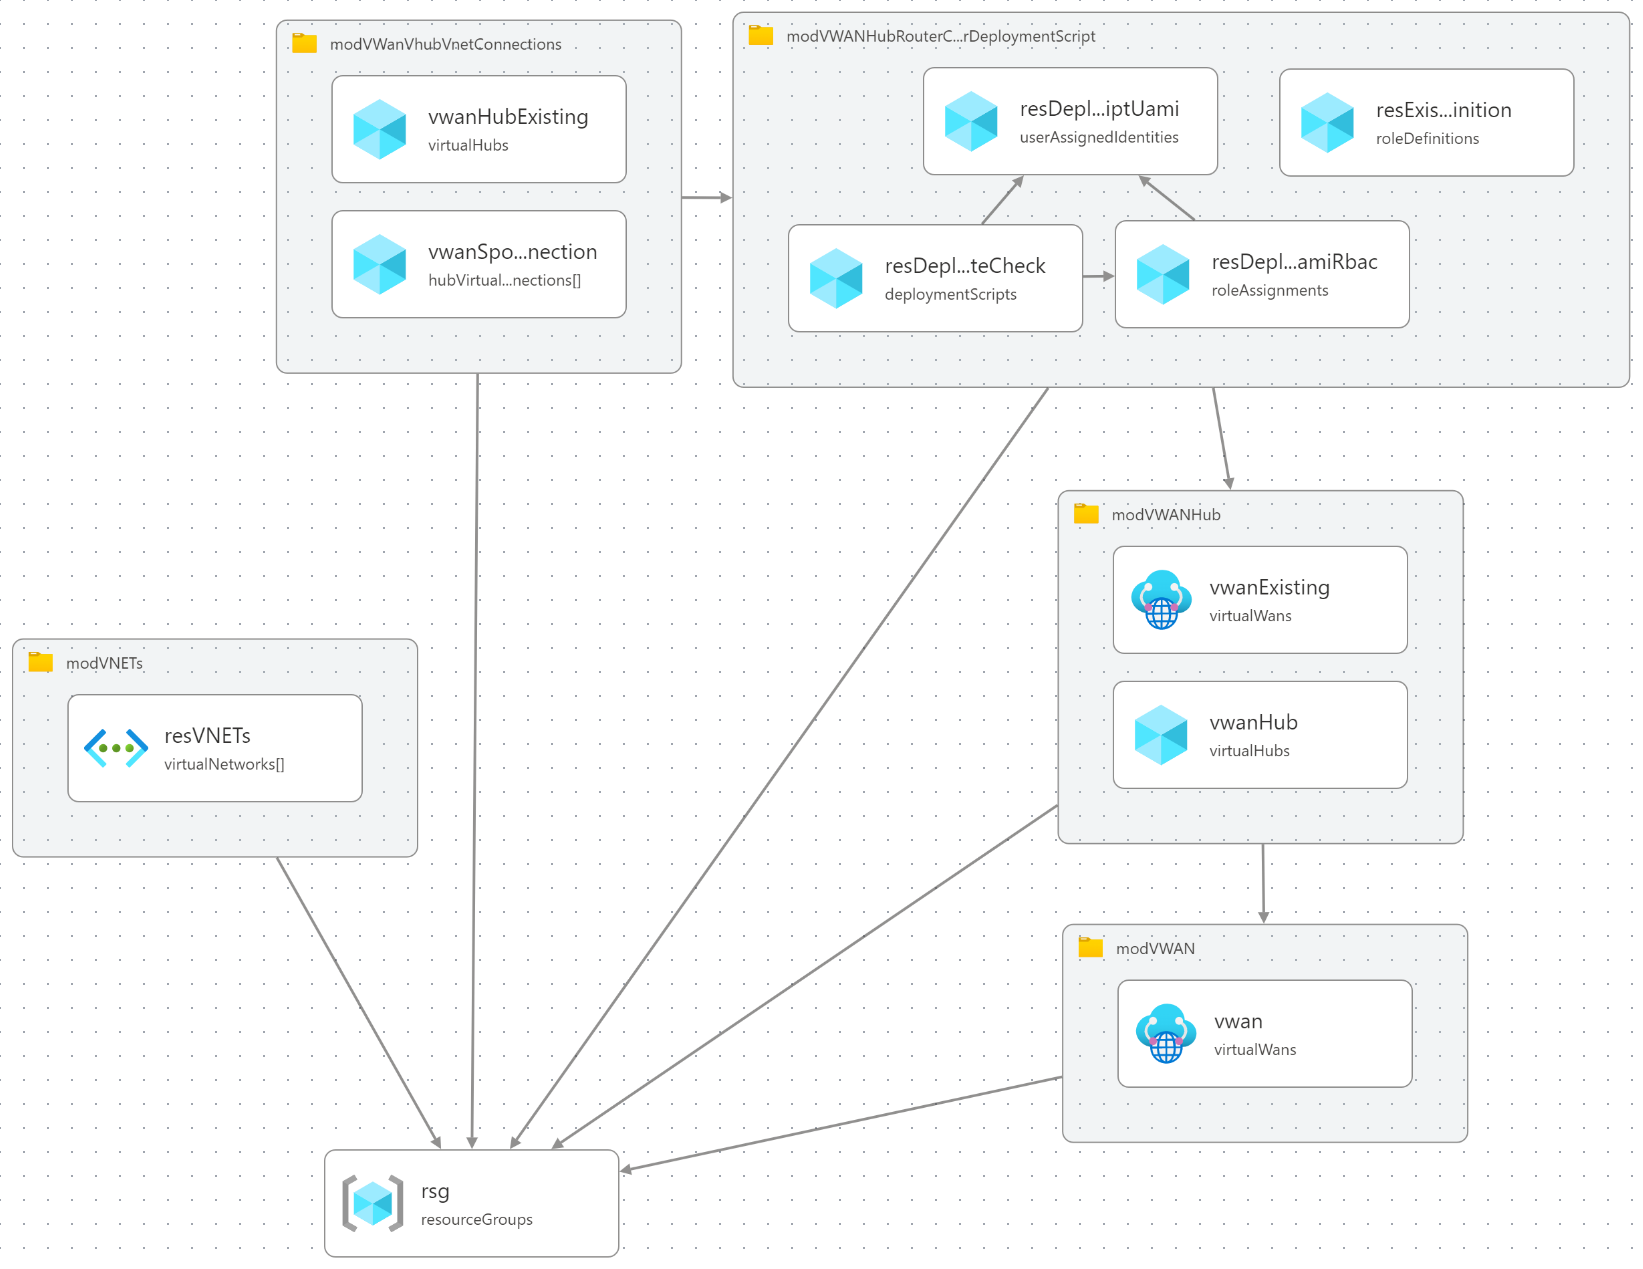 modVWanVhubVnetConnections
vwanHubExisting
virtualHubs
vwanSpo...nection
hubVirtual...nections[]
modVWANHubRouterC...rDeploymentScript
resDepl...iptUami
userAssignedIdentities
resExis...inition
roleDefinitions
resDepl...teCheck
deploymentScripts
resDepl...amiRbac
roleAssignments
modVWANHub
vwanExisting
virtualWans
vwanHub
virtualHubs
modVNETs
resVNETs
virtualNetworks[]
modVWAN
vwan
virtualWans
rsg
resourceGroups